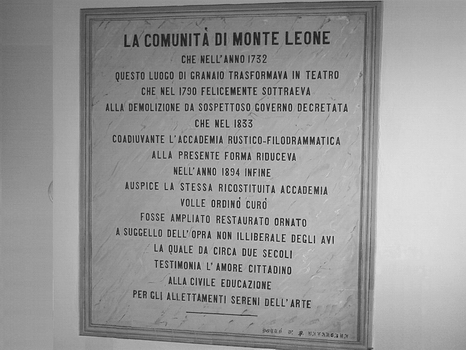 LA COMUNITÀ DI MONTE LEONE
CHE NELL'ANNO 1732
QUESTO LUOGO DI GRANAIO TRASFORMAVA IN TEATRO
CHE NEL 1790 FELICEMENTE SOTTRAEVA
ALLA DEMOLIZIONE DA SOSPETTOSO GOVERNO DECRETATA
CHE NEL 1833
COADIUVANTE L'ACCADEMIA RUSTICO-FILODRAMMATICA
ALLA PRESENTE FORMA RIDUCEVA
NELL'ANNO 1894 INFINE
AUSPICE LA STESSA RICOSTITUITA ACCADEMIA
VOLLE ORDINÒ CURÒ
FOSSE AMPLIATO RESTAURATO ORNATO
A SUGGELLO DELL'OPRA NON ILLIBERALE DEGLI AVI
LA QUALE DA CIRCA DUE SECOLI
TESTIMONIA L'AMORE CITTADINO
ALLA CIVILE EDUCAZIONE
PER GLI ALLETTAMENTI SERENI DELL'ARTE